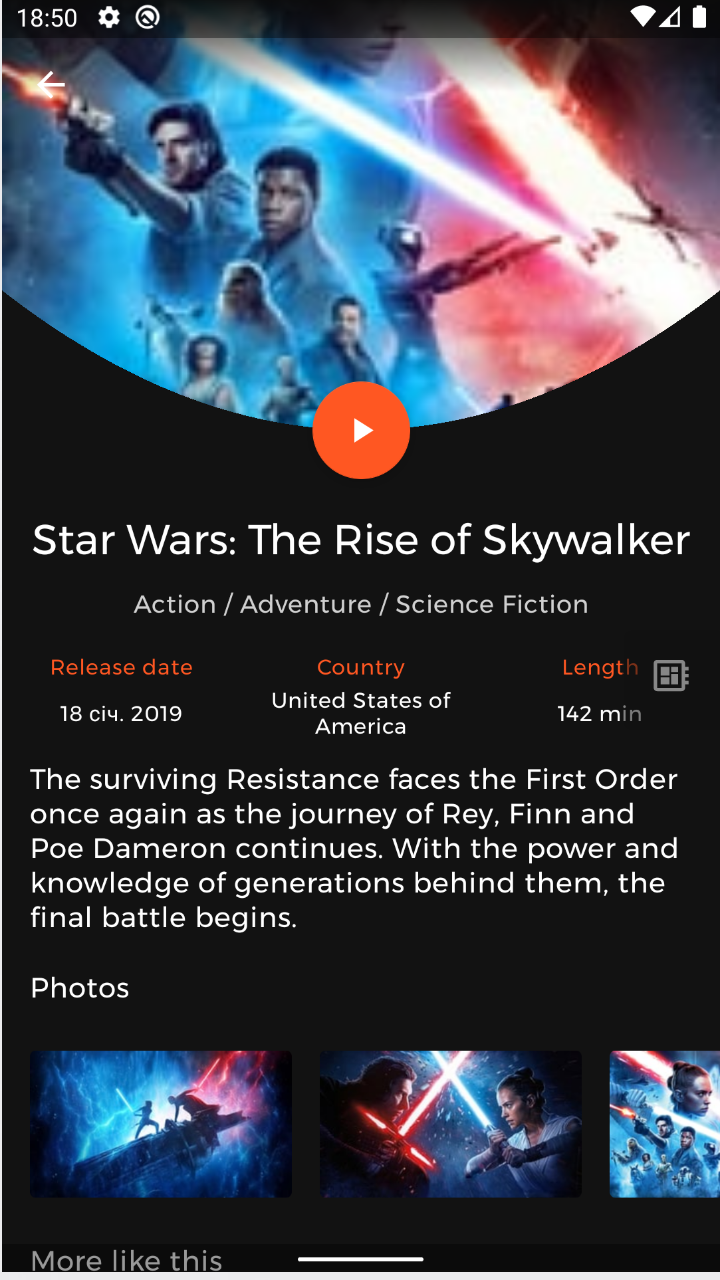 18:50
Star Wars: The Rise of Skywalker
Action / Adventure / Science Fiction
Release date
Country
Length
18 січ. 2019
United States of
America
142 min
The surviving Resistance faces the First Order
once again as the journey of Rey, Finn and
Poe Dameron continues. With the power and
knowledge of generations behind them, the
final battle begins.
Photos
More like this